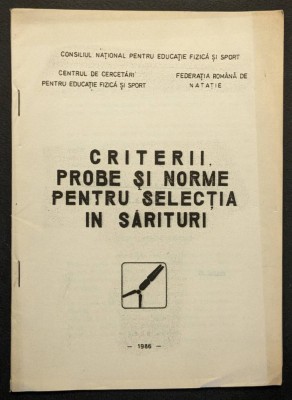 CONSILIUL NAȚIONAL PENTRU EDUCAȚIE FIZICĂ ȘI SPORT
CENTRUL DE CERCETĂRI
PENTRU EDUCAȚIE FIZICĂ ȘI SPORT
FEDERAȚIA ROMÂNĂ DE
NATAȚIE
CRITERII,
PROBE ȘI NORME
PENTRU SELECȚIA
IN SĂRITURI
- 1986 -